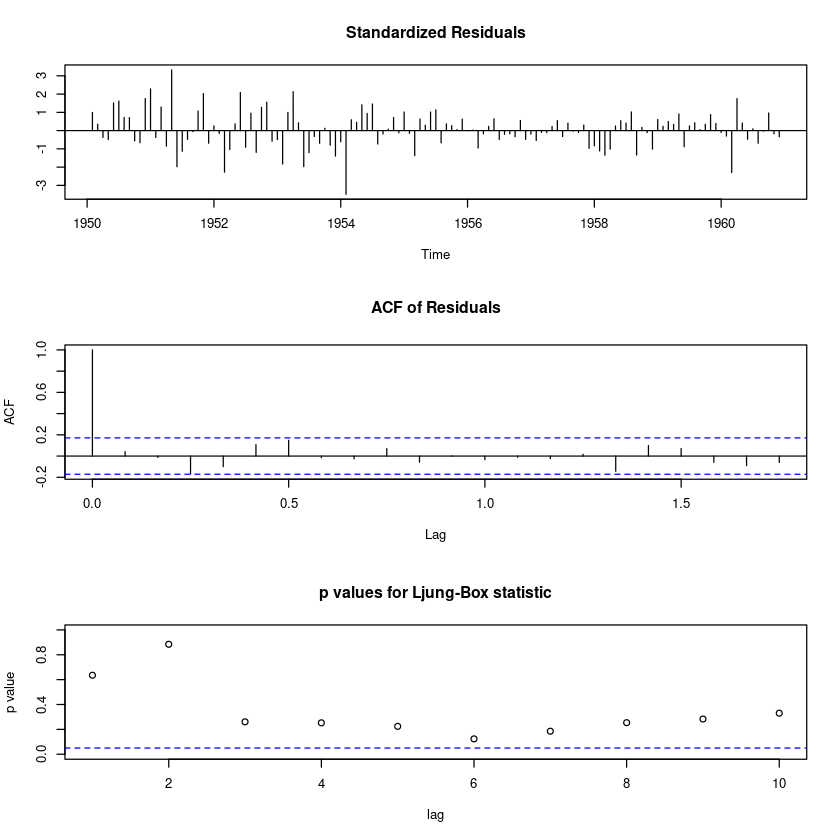 Standardized Residuals
3
1
-1
-3
1950 1952 1954 1956 1958 1960
Time
ACF of Residuals
ACF
1.0
0.6
0.2
-0.2
0.0 0.5 1.0 1.5
Lag
p values for Ljung-Box statistic
p value
0.8
0.4
0.0
2 4 6 8 10
lag